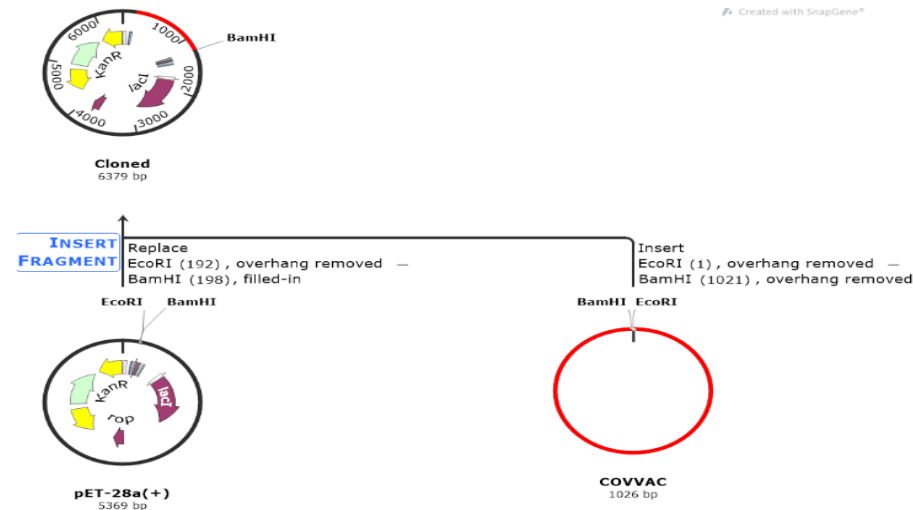 Created with SnapGene®
6000
1000
BamHI
5000
KanR
lacI
2000
4000
3000
Cloned
6379 bp
INSERT
FRAGMENT
Replace
EcoRI (192) , overhang removed —
BamHI (198), filled-in
Insert
EcoRI (1) , overhang removed —
BamHI (1021) , overhang removed
EcoRI BamHI
BamHI EcoRI
KanR
lacI
rop
pET-28a(+)
5369 bp
COVVAC
1026 bp